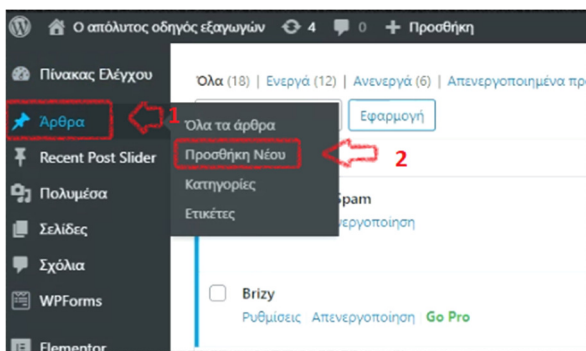 Ο απόλυτος οδηγός εξαγωγών 4 0 Προσθήκη
Πίνακας Ελέγχου
Όλα (18) | Ενεργά (12) | Ανενεργά (6) | Απενεργοποιημένα
Άρθρα
1
Όλα τα άρθρα
Εφαρμογή
Recent Post Slider
Προσθήκη Νέου
2
Πολυμέσα
Κατηγορίες
Spam
Σελίδες
Ετικέτες
Σχόλια
WPForms
Brizy
Ρυθμίσεις Απενεργοποίηση Go Pro
Elementor